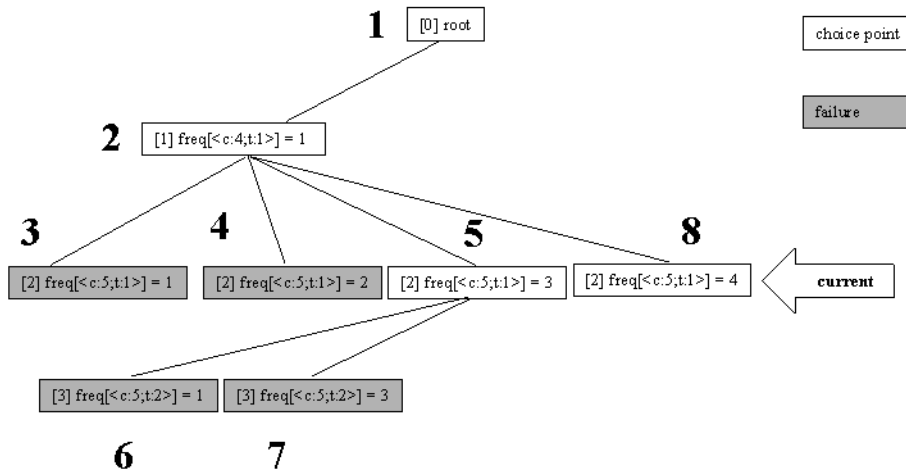 1
[0] root
choice point
failure
2
[1] freq[<c:4;t:1>] = 1
3
4
5
8
[2] freq[<c:5;t:1>] = 1
[2] freq[<c:5;t:1>] = 2
[2] freq[<c:5;t:1>] = 3
[2] freq[<c:5;t:1>] = 4
current
[3] freq[<c:5;t:2>] = 1
[3] freq[<c:5;t:2>] = 3
6
7